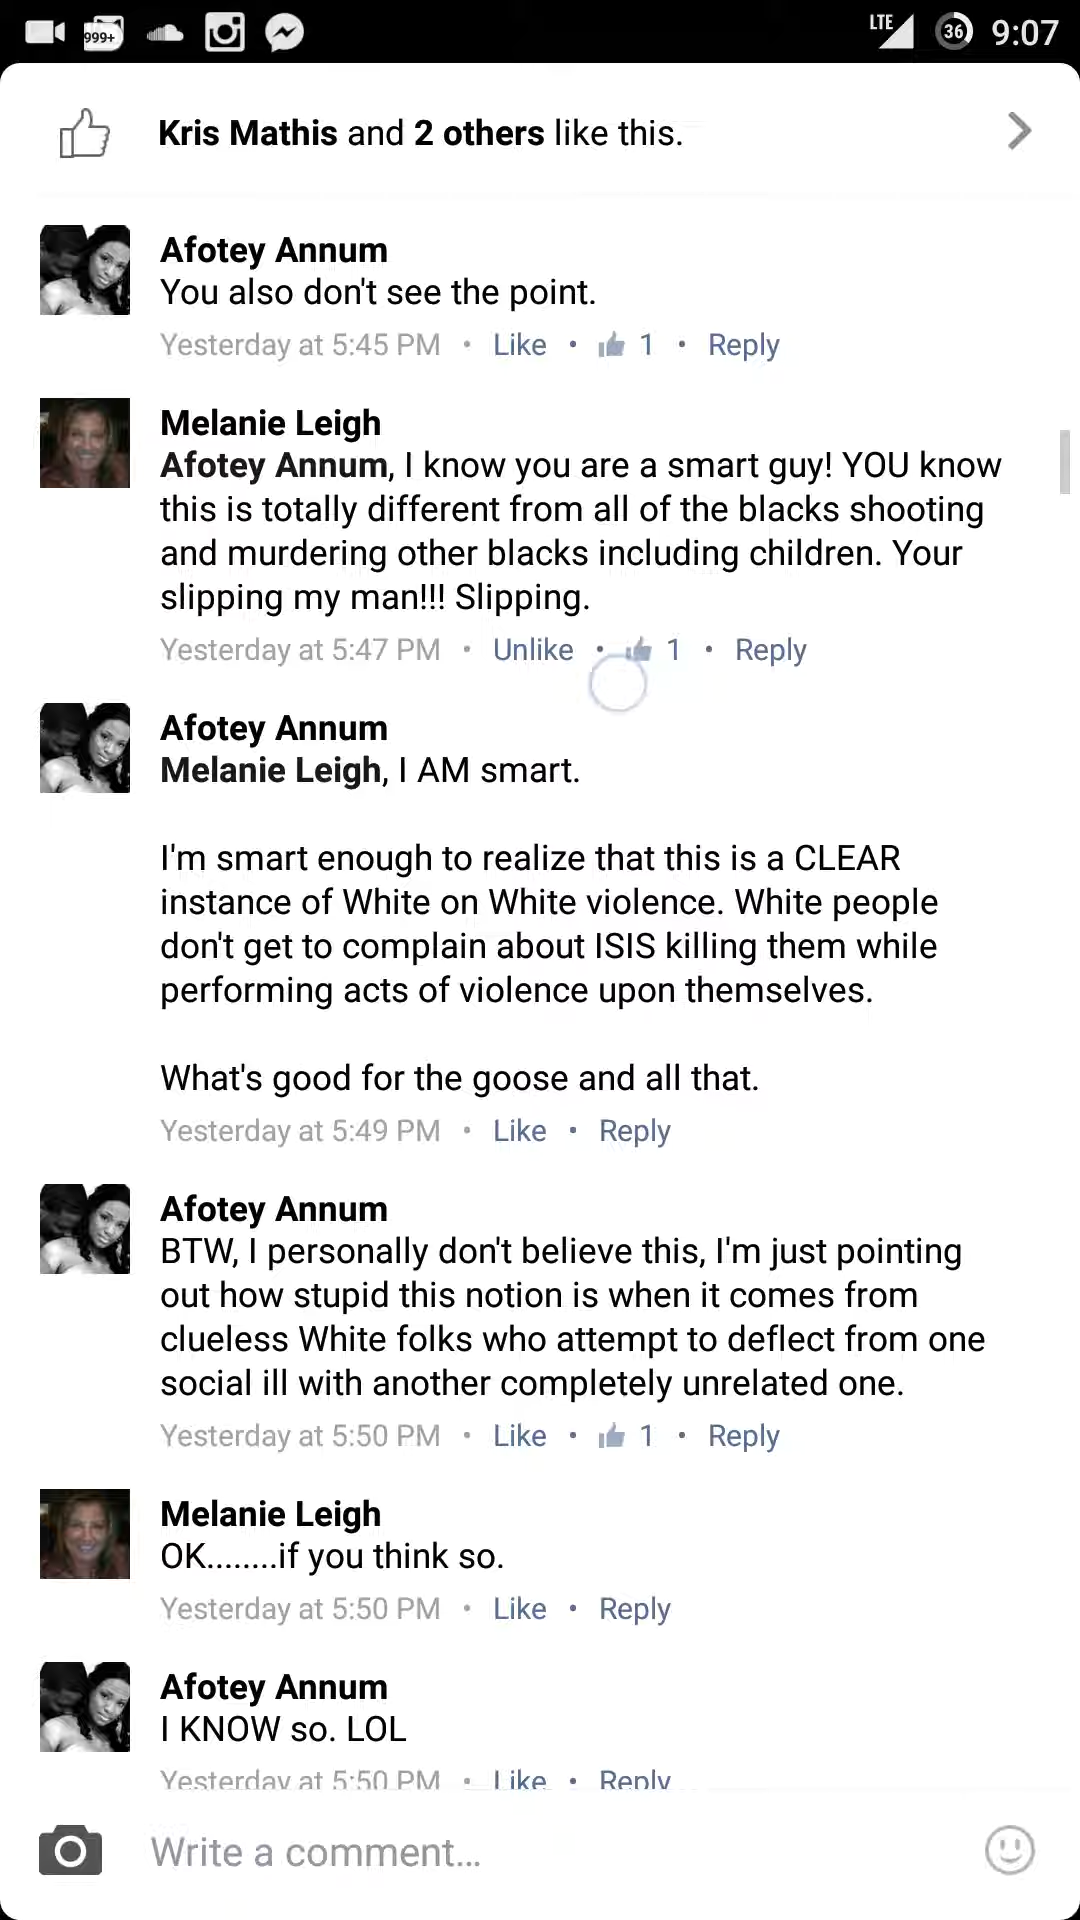 999+
LTE
36
9:07
Kris Mathis and 2 others like this.
Afotey Annum
You also don't see the point.
Yesterday at 5:45 PM • Like • 1 • Reply
Melanie Leigh
Afotey Annum, I know you are a smart guy! YOU know
this is totally different from all of the blacks shooting
and murdering other blacks including children. Your
slipping my man!!! Slipping.
Yesterday at 5:47 PM • Unlike • 1 • Reply
Afotey Annum
Melanie Leigh, I AM smart.
I'm smart enough to realize that this is a CLEAR
instance of White on White violence. White people
don't get to complain about ISIS killing them while
performing acts of violence upon themselves.
What's good for the goose and all that.
Yesterday at 5:49 PM • Like • Reply
Afotey Annum
BTW, I personally don't believe this, I'm just pointing
out how stupid this notion is when it comes from
clueless White folks who attempt to deflect from one
social ill with another completely unrelated one.
Yesterday at 5:50 PM • Like • 1 • Reply
Melanie Leigh
OK........if you think so.
Yesterday at 5:50 PM • Like • Reply
Afotey Annum
I KNOW so. LOL
Yesterday at 5:50 PM • Like • Reply
Write a comment...